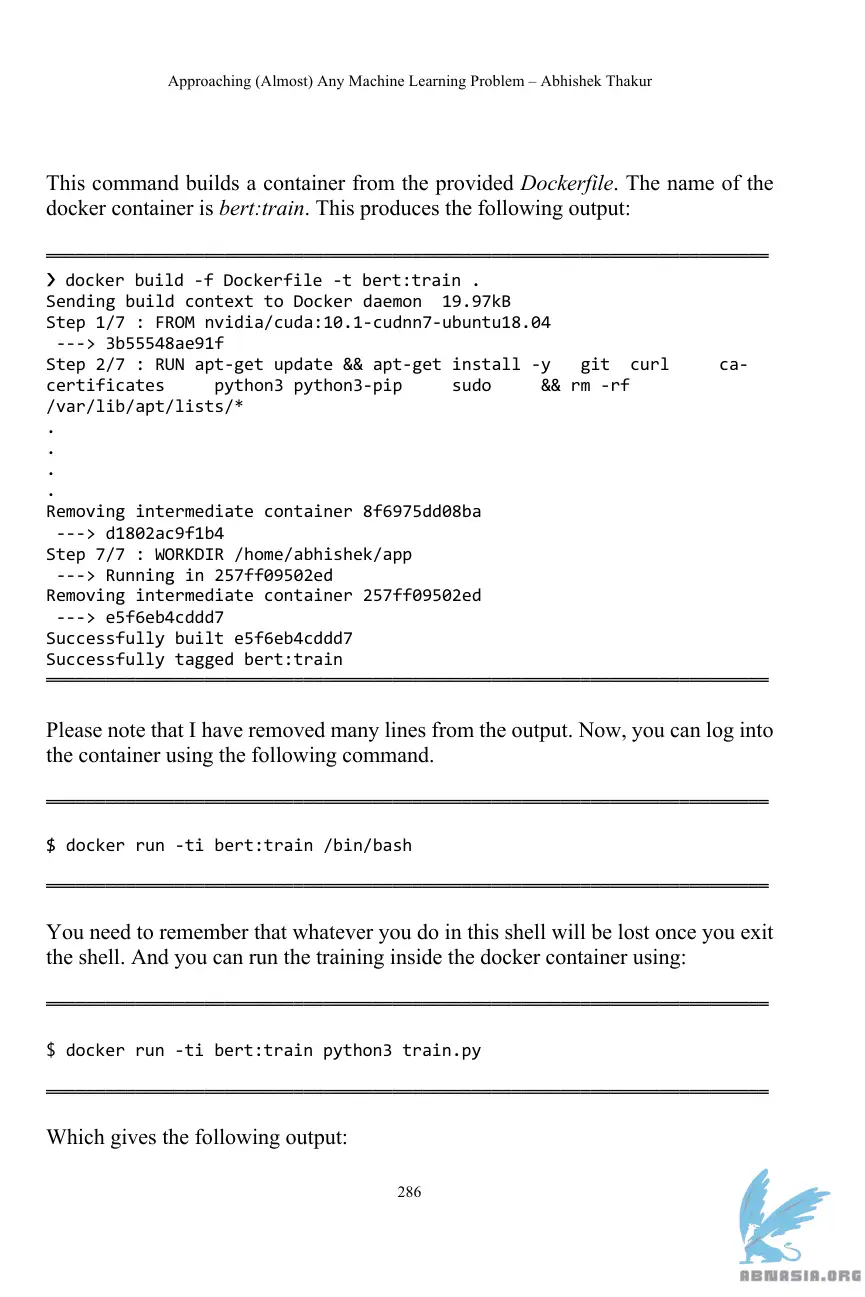 Approaching (Almost) Any Machine Learning Problem – Abhishek Thakur
This command builds a container from the provided Dockerfile. The name of the
docker container is bert:train. This produces the following output:
❯ docker build -f Dockerfile -t bert:train .
Sending build context to Docker daemon  19.97kB
Step 1/7 : FROM nvidia/cuda:10.1-cudnn7-ubuntu18.04
 ---> 3b55548ae91f
Step 2/7 : RUN apt-get update && apt-get install -y   git  curl     ca-
certificates     python3 python3-pip     sudo     && rm -rf
/var/lib/apt/lists/*
.
.
.
.
Removing intermediate container 8f6975dd08ba
 ---> d1802ac9f1b4
Step 7/7 : WORKDIR /home/abhishek/app
 ---> Running in 257ff09502ed
Removing intermediate container 257ff09502ed
 ---> e5f6eb4cddd7
Successfully built e5f6eb4cddd7
Successfully tagged bert:train
Please note that I have removed many lines from the output. Now, you can log into
the container using the following command.
$ docker run -ti bert:train /bin/bash
You need to remember that whatever you do in this shell will be lost once you exit
the shell. And you can run the training inside the docker container using:
$ docker run -ti bert:train python3 train.py
Which gives the following output:
286
ABNASIA.ORG